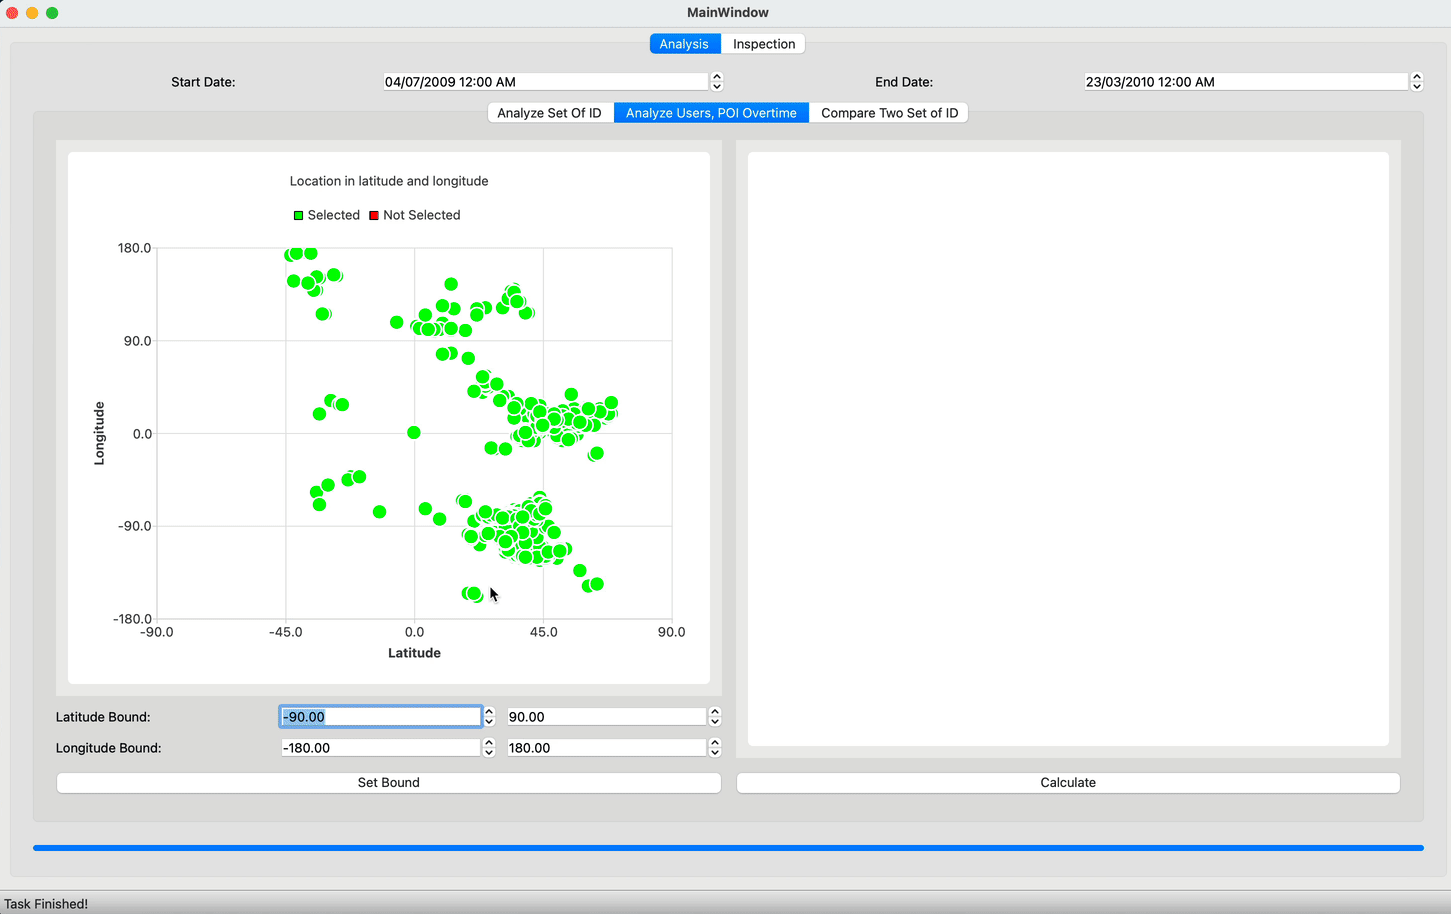 MainWindow
Analysis Inspection
Start Date: 04/07/2009 12:00 AM End Date: 23/03/2010 12:00 AM
Analyze Set Of ID Analyze Users, POI Overtime Compare Two Set of ID
Location in latitude and longitude
Selected Not Selected
180.0
90.0
0.0
-90.0
-180.0
Longitude
-90.0 -45.0 0.0 45.0 90.0
Latitude
Latitude Bound: -90.00 90.00
Longitude Bound: -180.00 180.00
Set Bound Calculate
Task Finished!